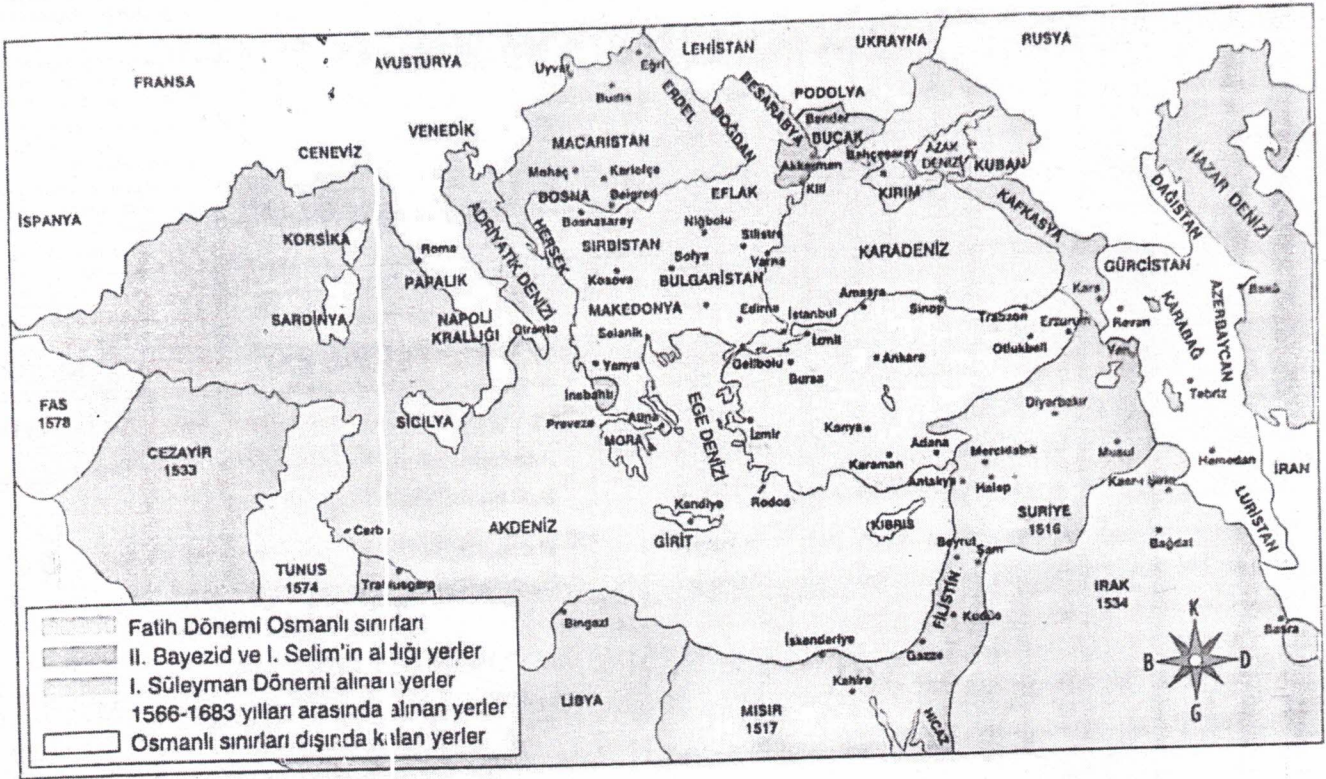 LEHİSTAN
UKRAYNA
RUSYA
FRANSA
AVUSTURYA
Uyvar
Eğri
Budin
ERDEL
BOĞDAN
BESARABYA
PODOLYA
Bender
BUCAK
VENEDİK
MACARİSTAN
CENEVİZ
Mohaç
Karlofça
Akkerman
Bahçesaray
AZAK
DENİZİ
KUBAN
HAZAR DENİZİ
BOSNA
Belgrad
EFLAK
Kili
KIRIM
DAĞISTAN
İSPANYA
KORSİKA
ADRİYATİK DENİZİ
HERSEK
Bosnasaray
Niğbolu
Silistre
KAFKASYA
Roma
SIRBİSTAN
Sofya
Varna
KARADENİZ
GÜRCİSTAN
PAPALIK
Kosova
BULGARİSTAN
Kars
AZERBAYCAN
Bakü
SARDİNYA
NAPOLİ
KRALLIĞI
Otranto
MAKEDONYA
Edirne
İstanbul
Amasra
Sinop
Trabzon
Erzurum
Revan
KARABAĞ
Selanik
İzmit
Otlukbeli
Yanya
Gelibolu
Bursa
Ankara
Van
Tebriz
FAS
1578
SİCİLYA
İnebahtı
Preveze
Atina
MORA
EGE DENİZİ
İzmir
Konya
Diyarbakır
CEZAYİR
1533
Karaman
Adana
Mercidabık
Musul
Hamedan
İRAN
Antakya
Halep
Kasr-ı Şirin
Kandiye
Rodos
GİRİT
KIBRIS
SURİYE
1516
LURİSTAN
AKDENİZ
Cerbe
Beyrut
Şam
Bağdat
TUNUS
1574
Trablusgarp
FİLİSTİN
IRAK
1534
Kudüs
Basra
Bingazi
İskenderiye
Gazze
Kahire
LİBYA
MISIR
1517
HİCAZ
K
B
D
G
Fatih Dönemi Osmanlı sınırları
II. Bayezid ve I. Selim'in aldığı yerler
I. Süleyman Dönemi alınan yerler
1566-1683 yılları arasında alınan yerler
Osmanlı sınırları dışında kalan yerler